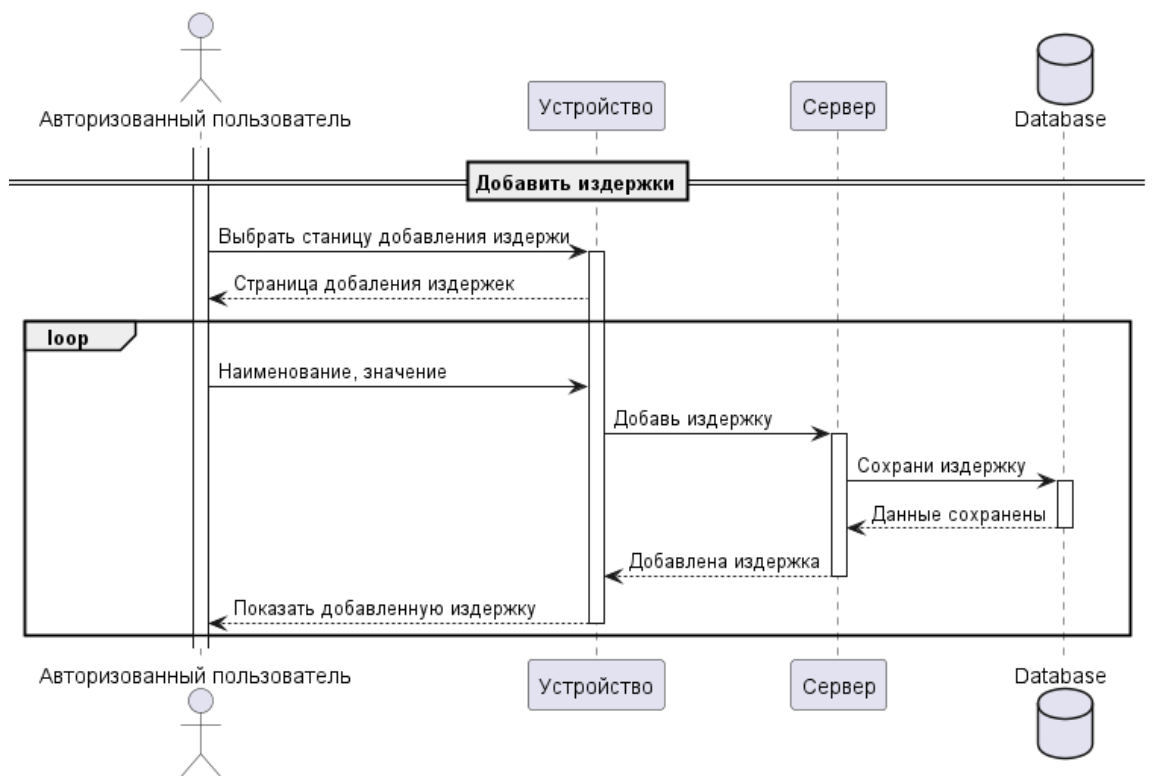 Авторизованный пользователь
Устройство
Сервер
Database
Добавить издержки
Выбрать станицу добавления издержи
Страница добаления издержек
loop
Наименование, значение
Добавь издержку
Сохрани издержку
Данные сохранены
Добавлена издержка
Показать добавленную издержку
Авторизованный пользователь
Устройство
Сервер
Database